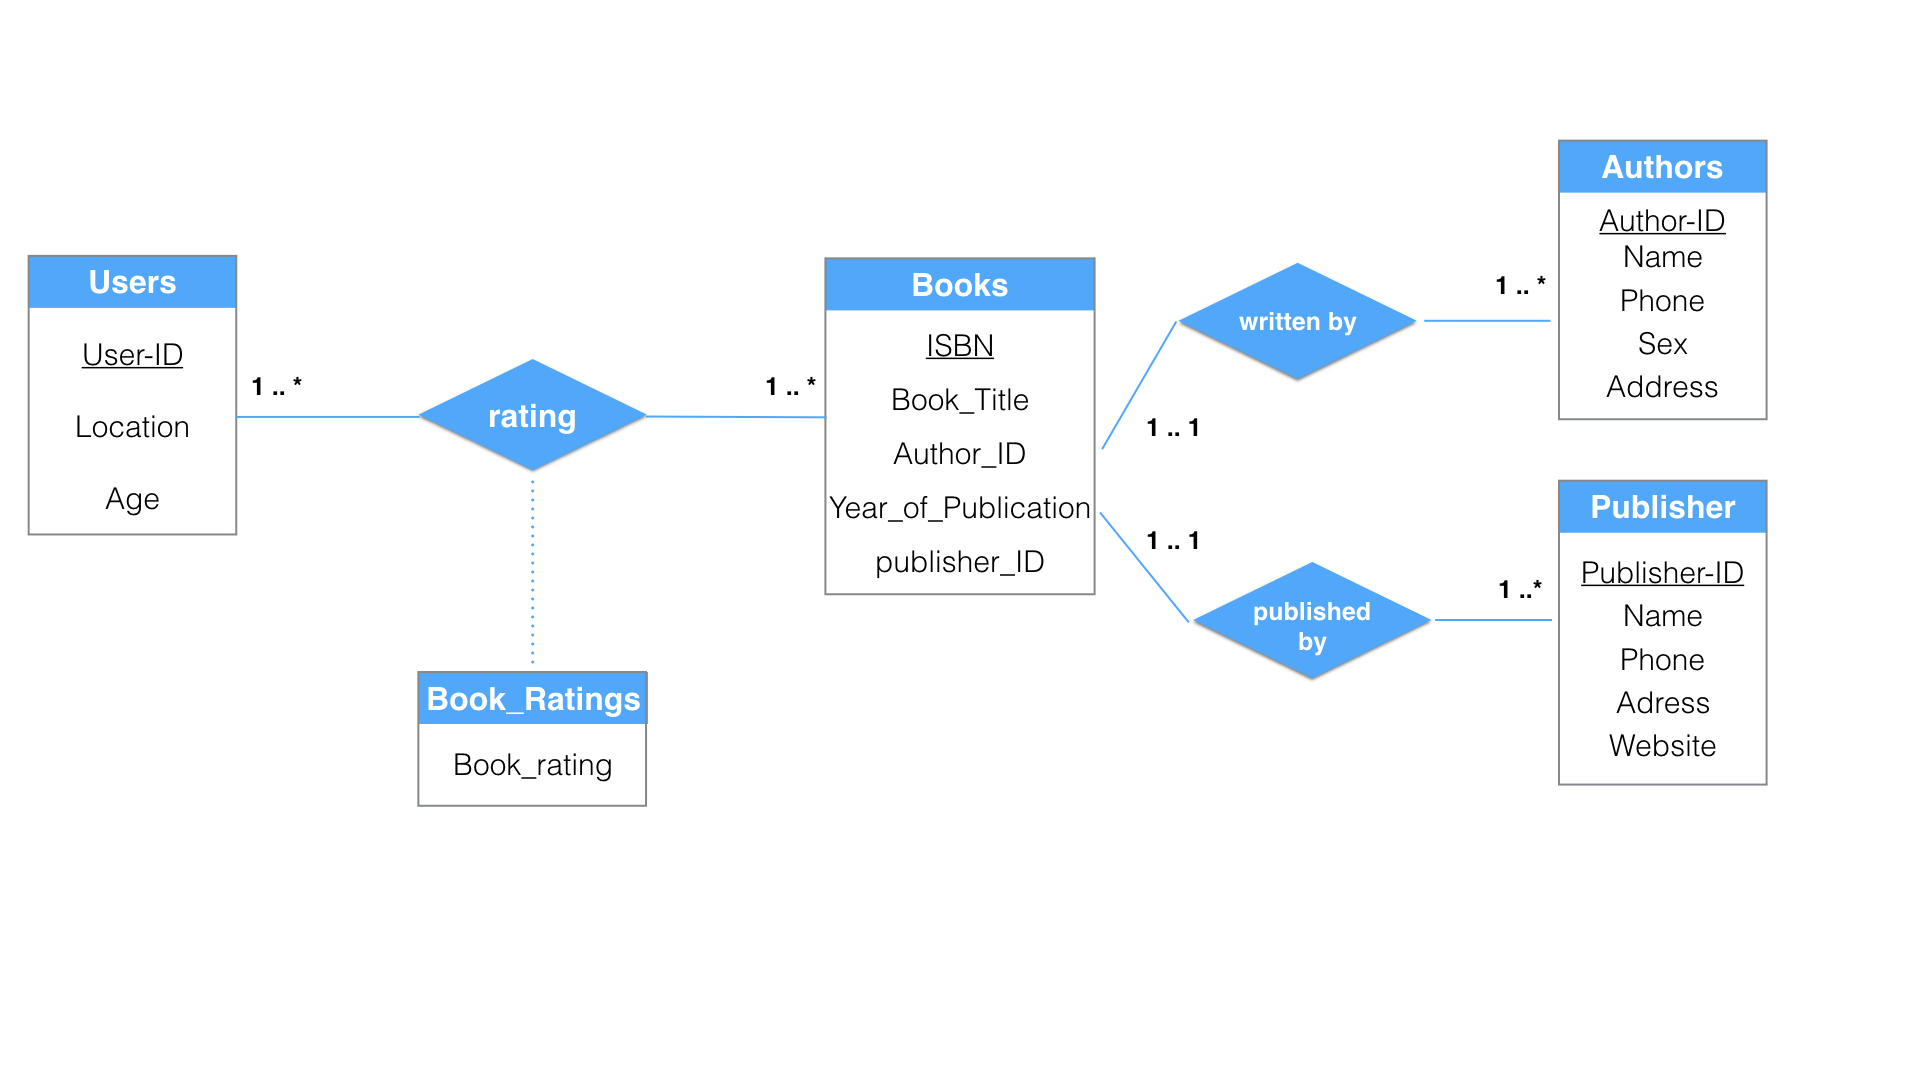 Users
User-ID
Location
Age
1 .. *
rating
1 .. *
Book_Ratings
Book_rating
Books
ISBN
Book_Title
Author_ID
Year_of_Publication
publisher_ID
1 .. 1
written by
1 .. *
1 .. 1
published
by
1 ..*
Authors
Author-ID
Name
Phone
Sex
Address
Publisher
Publisher-ID
Name
Phone
Adress
Website